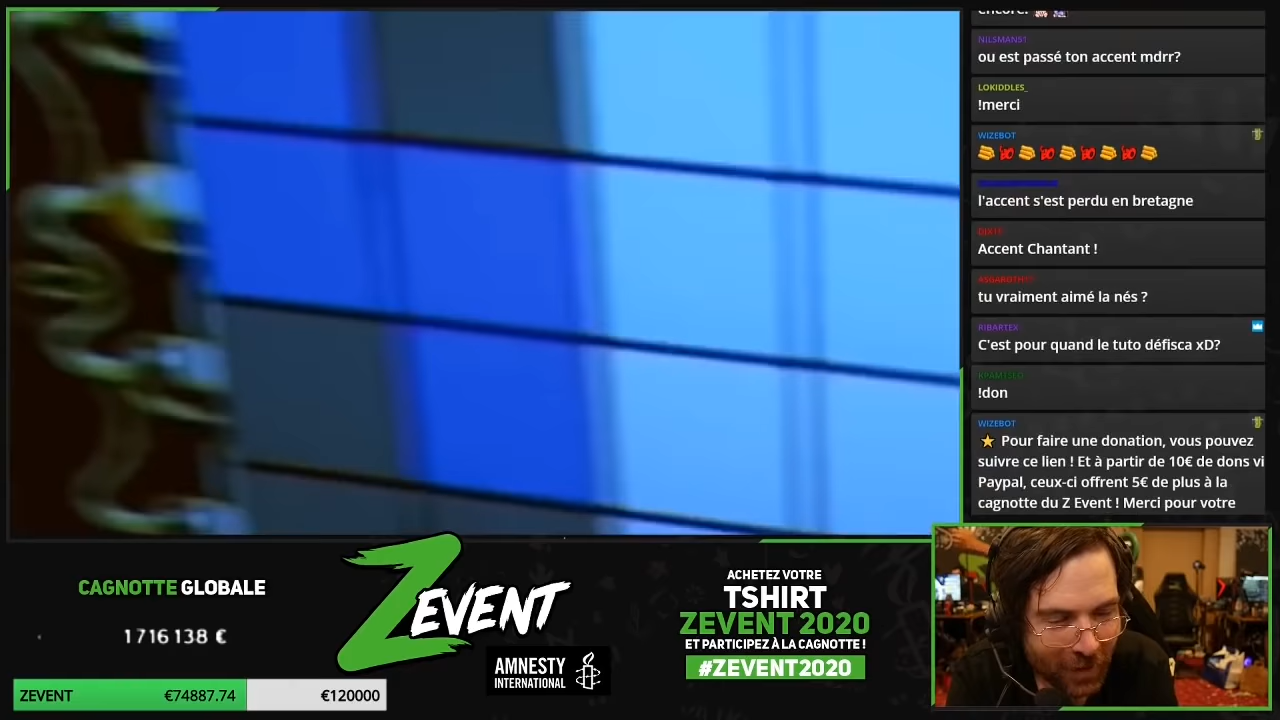 NILSMANS1
ou est passé ton accent mdrr?
LOKIDDLES_
!merci
WIZEBOT
l'accent s'est perdu en bretagne
Accent Chantant !
tu vraiment aimé la nés ?
RIBARTEX
C'est pour quand le tuto défisca xD?
!don
WIZEBOT
Pour faire une donation, vous pouvez
suivre ce lien ! Et à partir de 10€ de dons vi
Paypal, ceux-ci offrent 5€ de plus à la
cagnotte du Z Event ! Merci pour votre
CAGNOTTE GLOBALE
1 716 138 €
ZEVENT €74887.74 €120000
ZEVENT
AMNESTY
INTERNATIONAL
ACHETEZ VOTRE
TSHIRT
ZEVENT 2020
ET PARTICIPEZ À LA CAGNOTTE !
#ZEVENT2020